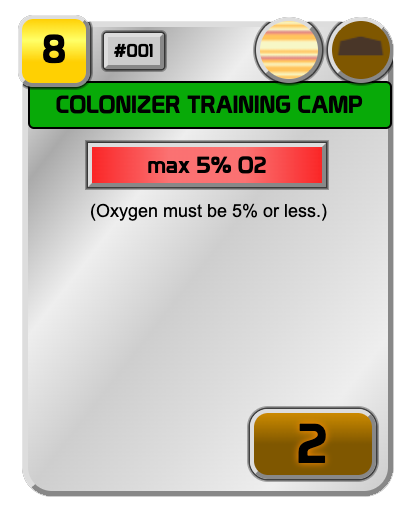 8
#001
COLONIZER TRAINING CAMP
max 5% O2
(Oxygen must be 5% or less.)
2